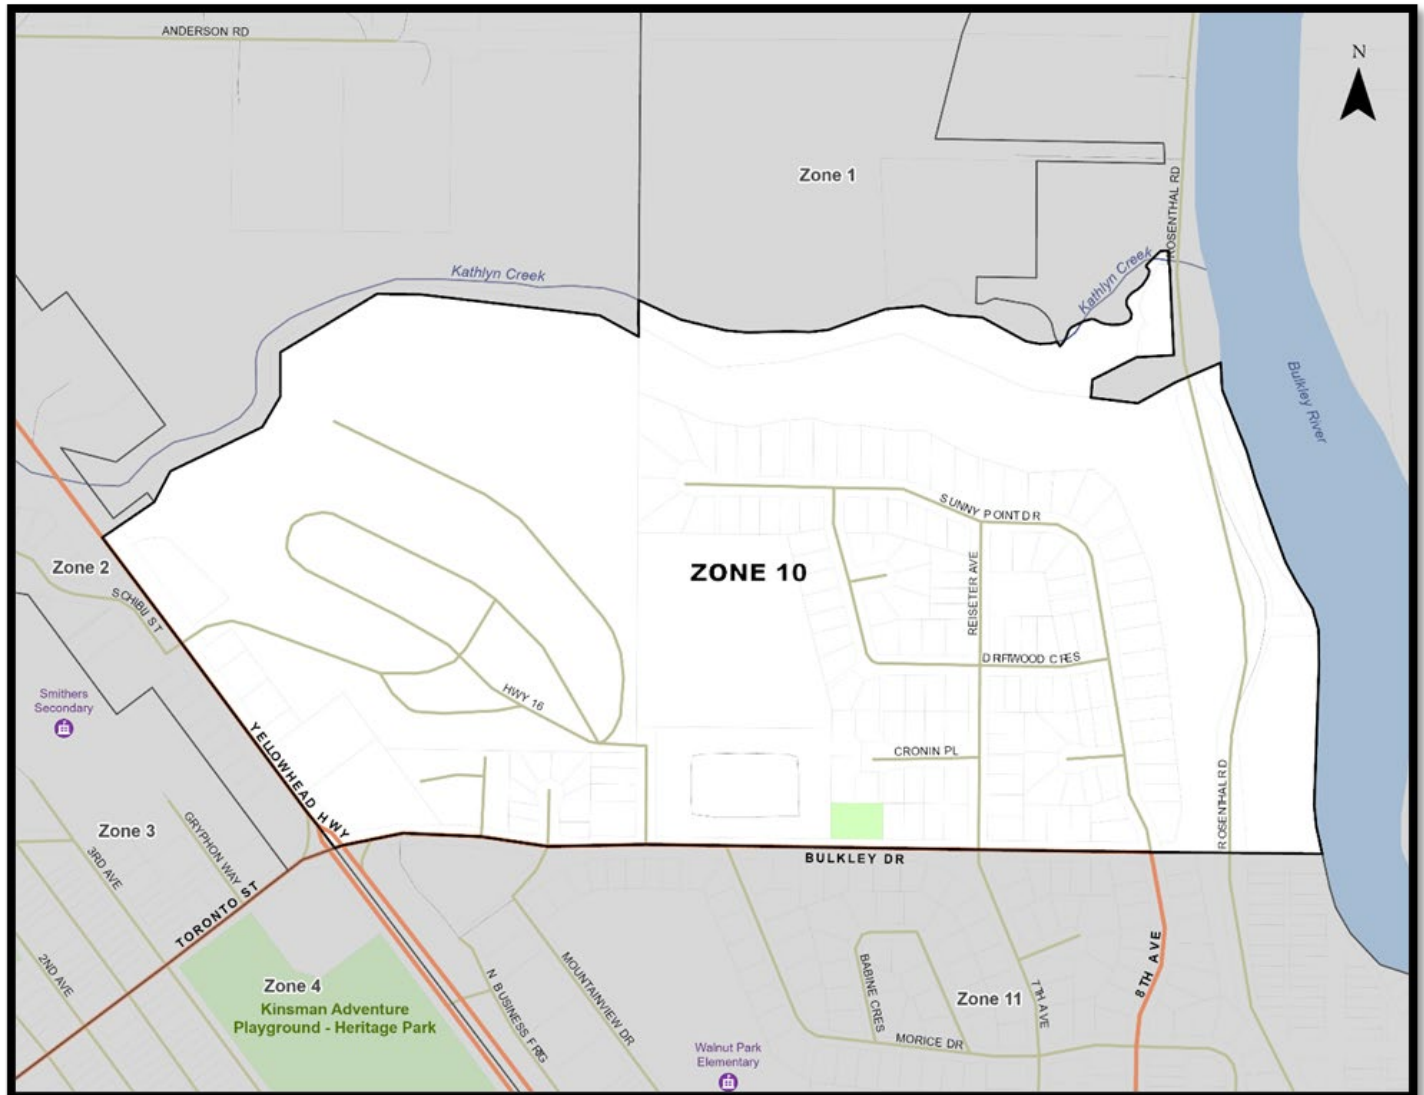 ANDERSON RD
N
Zone 1
ROSENTHAL RD
Kathlyn Creek
Kathlyn Creek
Bulkley River
SUNNY POINT DR
Zone 2
ZONE 10
SCHIBLI ST
REISETER AVE
DRIFTWOOD CRES
Smithers
Secondary
HWY 16
YELLOWHEAD HWY
CRONIN PL
ROSENTHAL RD
Zone 3
GRYPHON WAY
3RD AVE
BULKLEY DR
TORONTO ST
2ND AVE
Zone 4
Kinsman Adventure
Playground - Heritage Park
N BUSINESS FRTG
MOUNTAINVIEW DR
BABINE CRES
Zone 11
7TH AVE
8TH AVE
MORICE DR
Walnut Park
Elementary